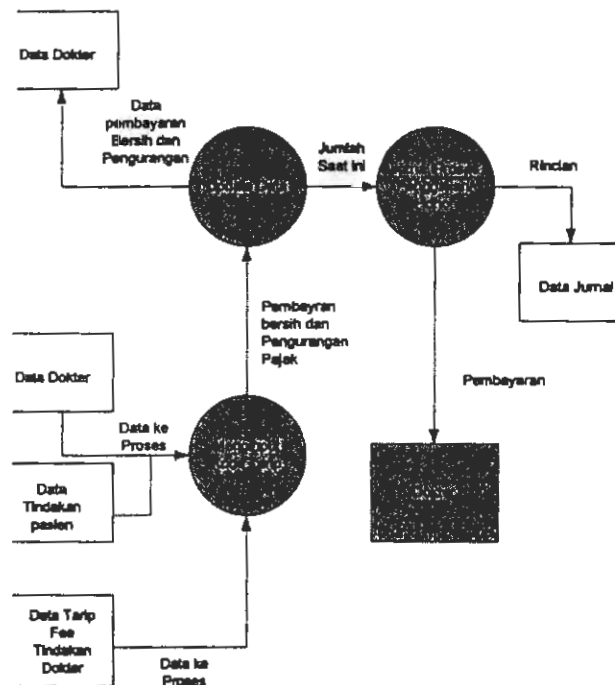 Data Dokter
Data
pembayaran
Bersih dan
Pengurangan
Jumlah
Saat ini
Rincian
Data Jurnal
Pembayran
bersih dan
Pengurangan
Pajak
Pembayaran
Data Dokter
Data ke
Proses
Data
Tindakan
pasien
Data Tarip
Fee
Tindakan
Dokter
Data ke
Proses